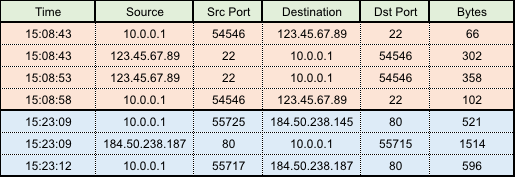 Time Source Src Port Destination Dst Port Bytes
15:08:43 10.0.0.1 54546 123.45.67.89 22 66
15:08:43 123.45.67.89 22 10.0.0.1 54546 302
15:08:53 123.45.67.89 22 10.0.0.1 54546 358
15:08:58 10.0.0.1 54546 123.45.67.89 22 102
15:23:09 10.0.0.1 55725 184.50.238.145 80 521
15:23:09 184.50.238.187 80 10.0.0.1 55715 1514
15:23:12 10.0.0.1 55717 184.50.238.187 80 596